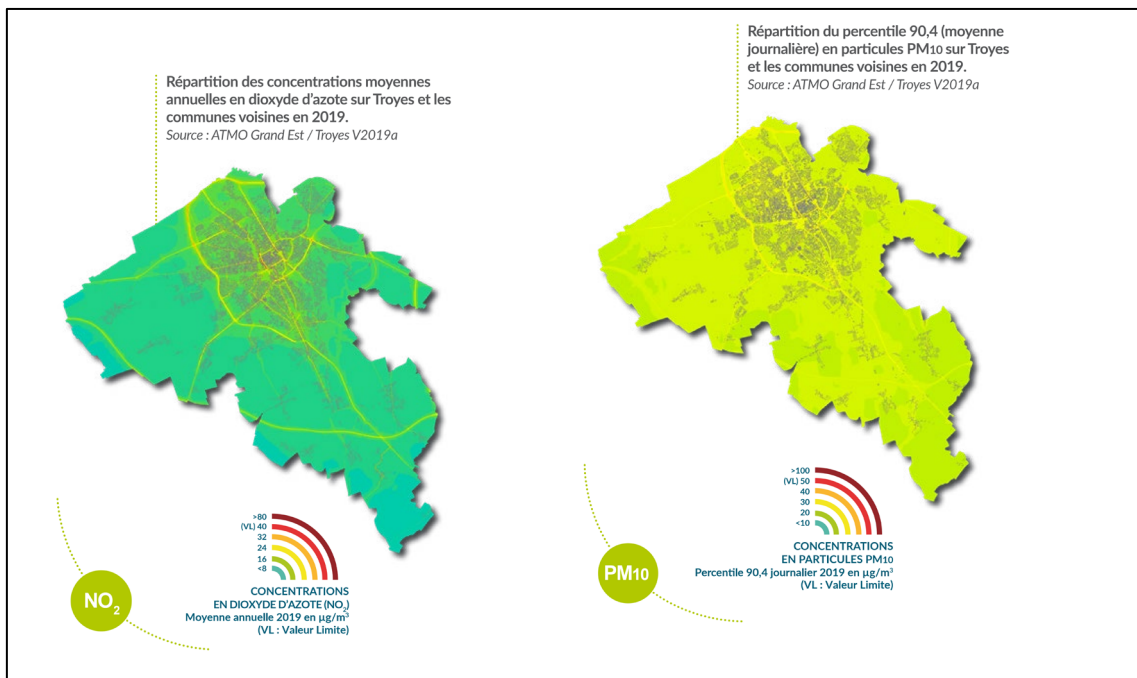 Répartition des concentrations moyennes
annuelles en dioxyde d'azote sur Troyes et les
communes voisines en 2019.
Source : ATMO Grand Est / Troyes V2019a
>80
(VL) 40
32
24
16
<8
CONCENTRATIONS
EN DIOXYDE D'AZOTE (NO₂)
Moyenne annuelle 2019 en µg/m³
(VL : Valeur Limite)
NO₂
Répartition du percentile 90,4 (moyenne
journalière) en particules PM10 sur Troyes
et les communes voisines en 2019.
Source : ATMO Grand Est / Troyes V2019a
>100
(VL) 50
40
30
20
<10
CONCENTRATIONS
EN PARTICULES PM10
Percentile 90,4 journalier 2019 en µg/m³
(VL : Valeur Limite)
PM10